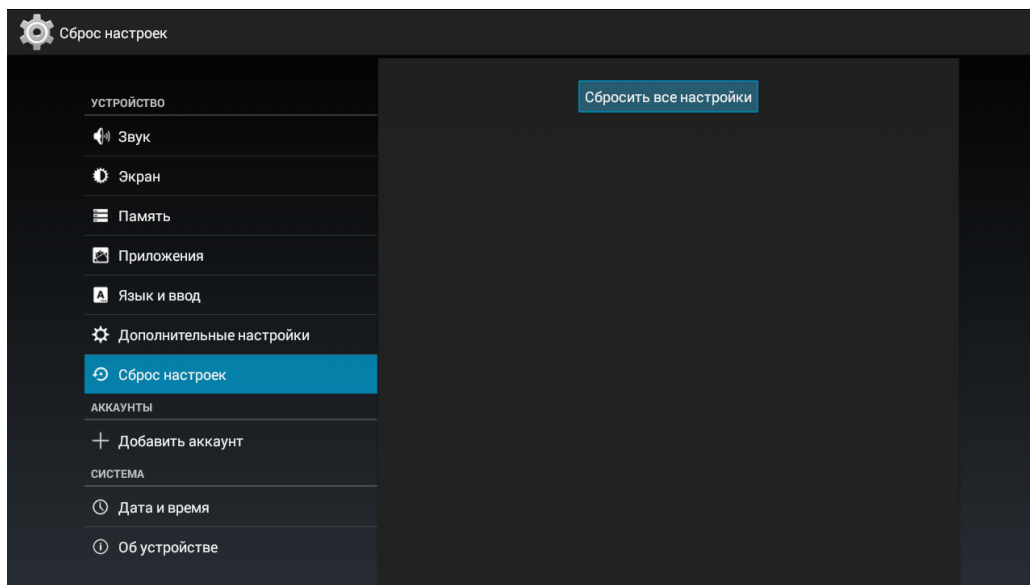 Сброс настроек
УСТРОЙСТВО
Звук
Экран
Память
Приложения
Язык и ввод
Дополнительные настройки
Сброс настроек
АККАУНТЫ
Добавить аккаунт
СИСТЕМА
Дата и время
Об устройстве
Сбросить все настройки